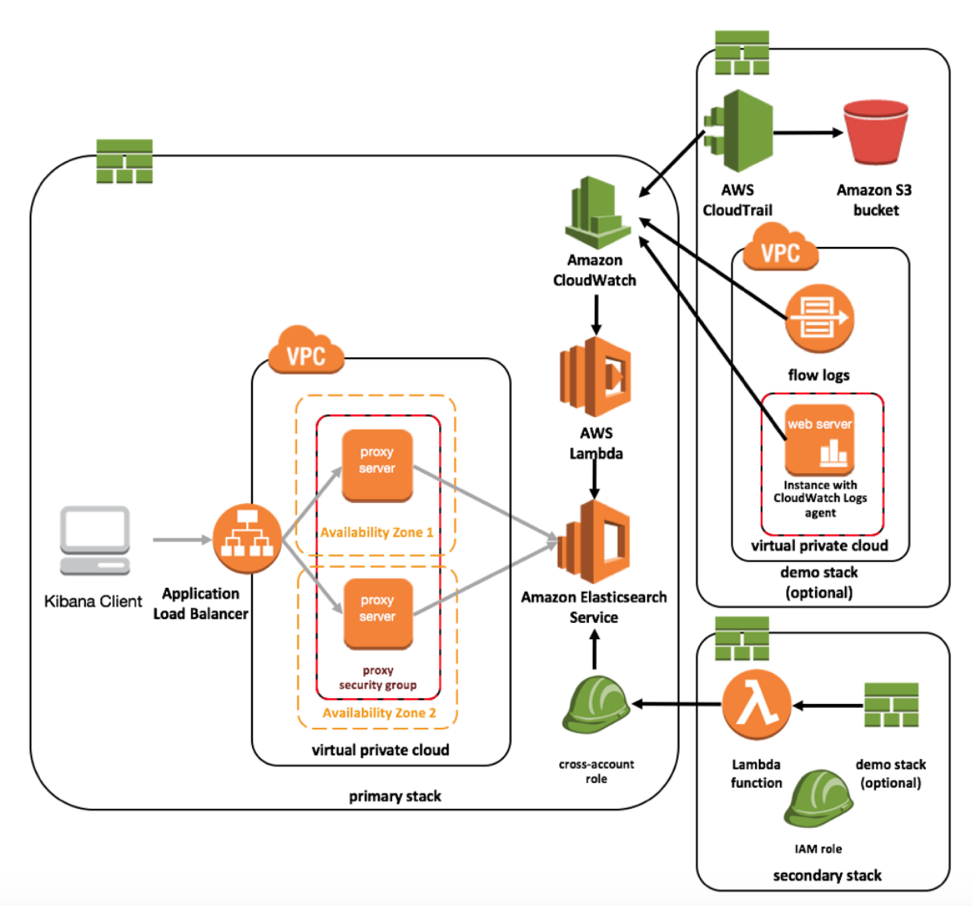 AWS
CloudTrail
Amazon S3
bucket
VPC
flow logs
web server
Instance with
CloudWatch Logs
agent
virtual private cloud
demo stack
(optional)
Amazon
CloudWatch
AWS
Lambda
Amazon Elasticsearch
Service
cross-account
role
VPC
proxy
server
Availability Zone 1
proxy
server
proxy
security group
Availability Zone 2
virtual private cloud
Kibana Client
Application
Load Balancer
primary stack
λ
Lambda
function
demo stack
(optional)
IAM role
secondary stack